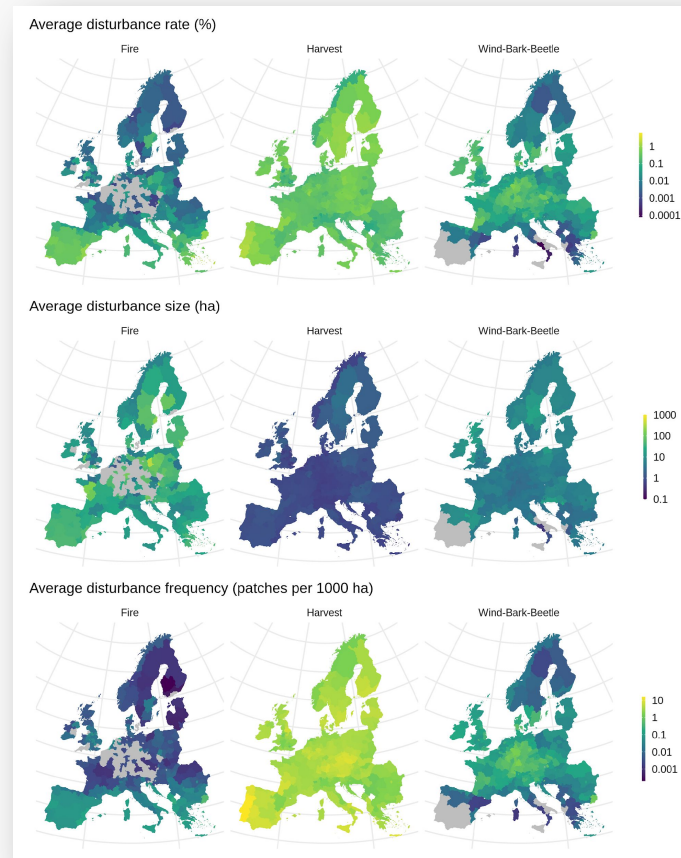 Average disturbance rate (%)
Fire Harvest Wind-Bark-Beetle
1
0.1
0.01
0.001
0.0001
Average disturbance size (ha)
Fire Harvest Wind-Bark-Beetle
1000
100
10
1
0.1
Average disturbance frequency (patches per 1000 ha)
Fire Harvest Wind-Bark-Beetle
10
1
0.1
0.01
0.001